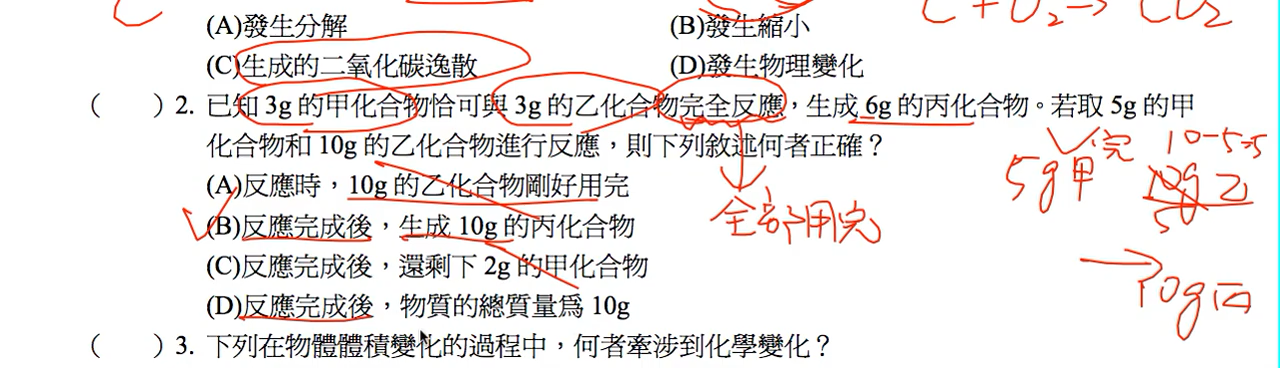 C + O₂ → CO₂
(A)發生分解 (B)發生縮小
(C)生成的二氧化碳逸散 (D)發生物理變化
( ) 2. 已知 3g 的甲化合物恰可與 3g 的乙化合物完全反應，生成 6g 的丙化合物。若取 5g 的甲
化合物和 10g 的乙化合物進行反應，則下列敘述何者正確？
完 10-5=5
5g甲 10g乙
5
(A)反應時，10g 的乙化合物剛好用完
全部用完
(B)反應完成後，生成 10g 的丙化合物
(C)反應完成後，還剩下 2g 的甲化合物
→ 10g丙
(D)反應完成後，物質的總質量為 10g
( ) 3. 下列在物體體積變化的過程中，何者牽涉到化學變化？